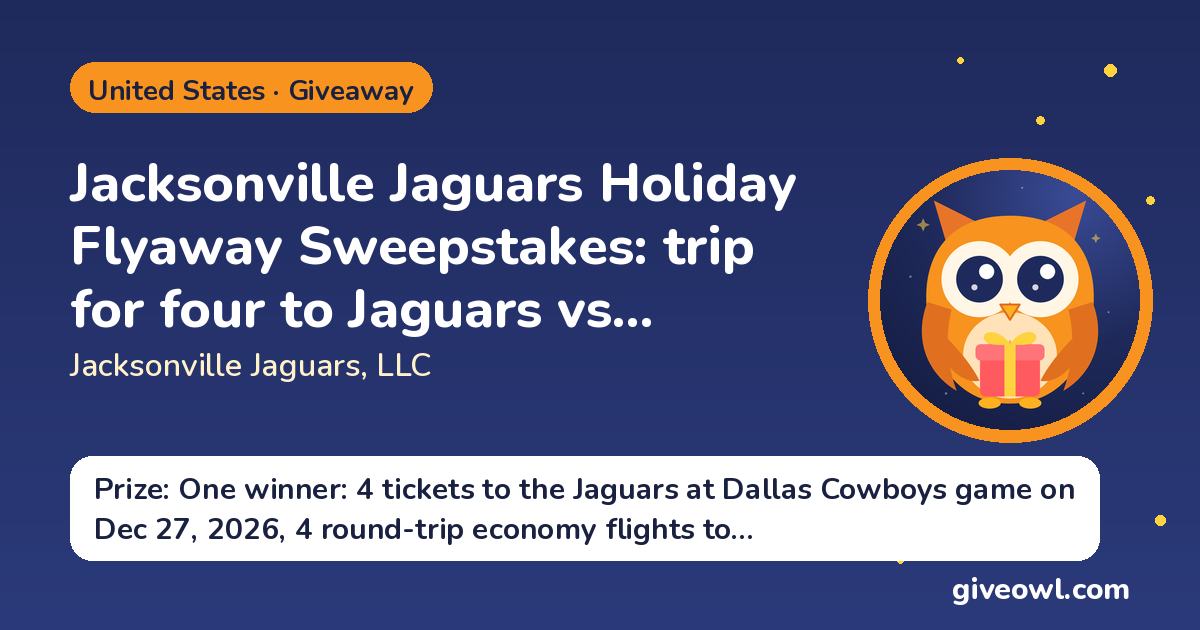 United States · Giveaway
Jacksonville Jaguars Holiday
Flyaway Sweepstakes: trip
for four to Jaguars vs...
Jacksonville Jaguars, LLC
Prize: One winner: 4 tickets to the Jaguars at Dallas Cowboys game on
Dec 27, 2026, 4 round-trip economy flights to...
giveowl.com